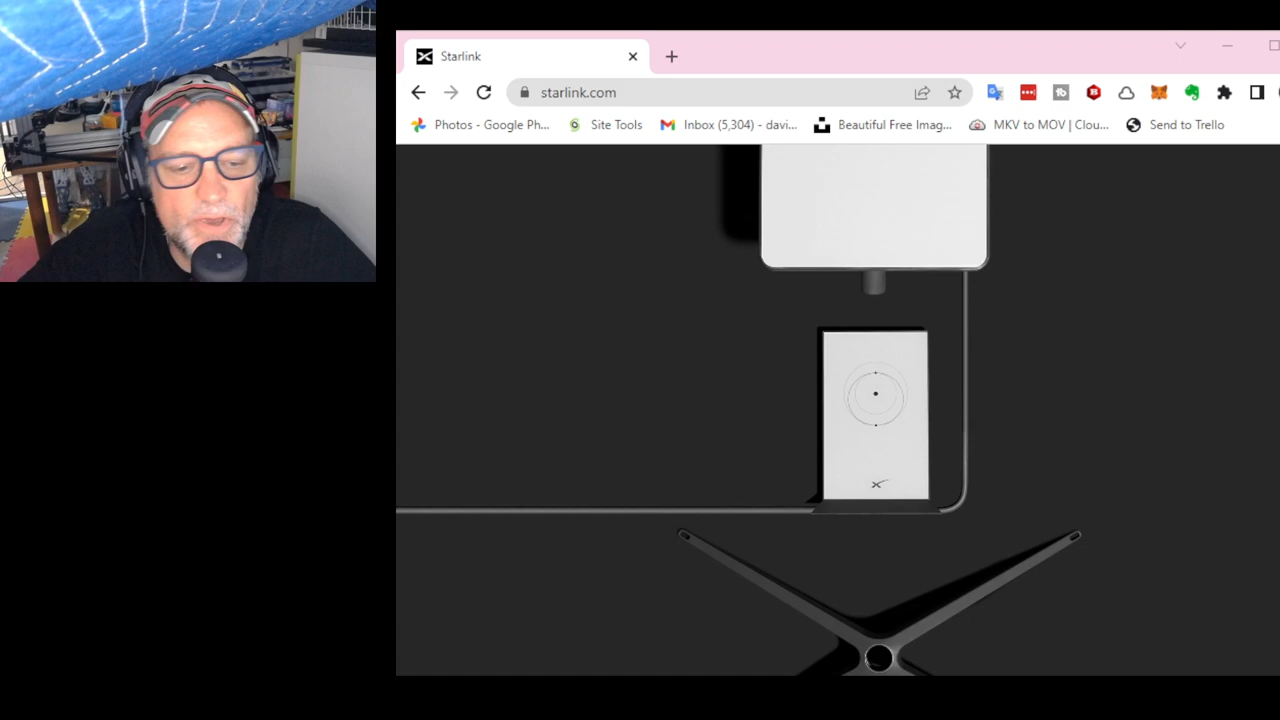 Starlink
starlink.com
Photos - Google Ph...
Site Tools
Inbox (5,304) - davi...
Beautiful Free Imag...
MKV to MOV | Clou...
Send to Trello